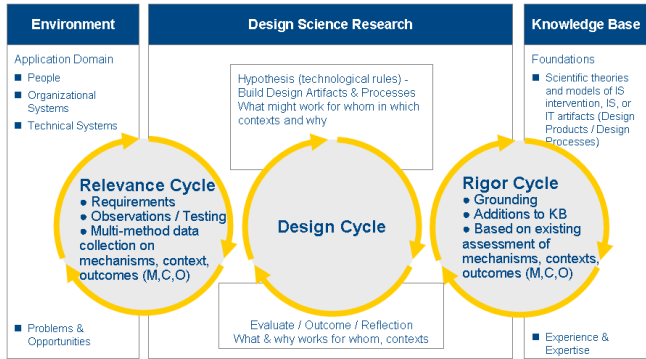 Environment
Design Science Research
Knowledge Base
Application Domain
■ People
■ Organizational
Systems
■ Technical Systems
Hypothesis (technological rules) -
Build Design Artifacts & Processes
What might work for whom in which
contexts and why
Foundations
■ Scientific theories
and models of IS
intervention, IS, or
IT artifacts (Design
Products / Design
Processes)
Relevance Cycle
● Requirements
● Observations / Testing
● Multi-method data
collection on
mechanisms, context,
outcomes (M,C,O)
Design Cycle
Rigor Cycle
● Grounding
● Additions to KB
● Based on existing
assessment of
mechanisms, contexts,
outcomes (M,C,O)
■ Problems &
Opportunities
Evaluate / Outcome / Reflection
What & why works for whom, contexts
■ Experience &
Expertise